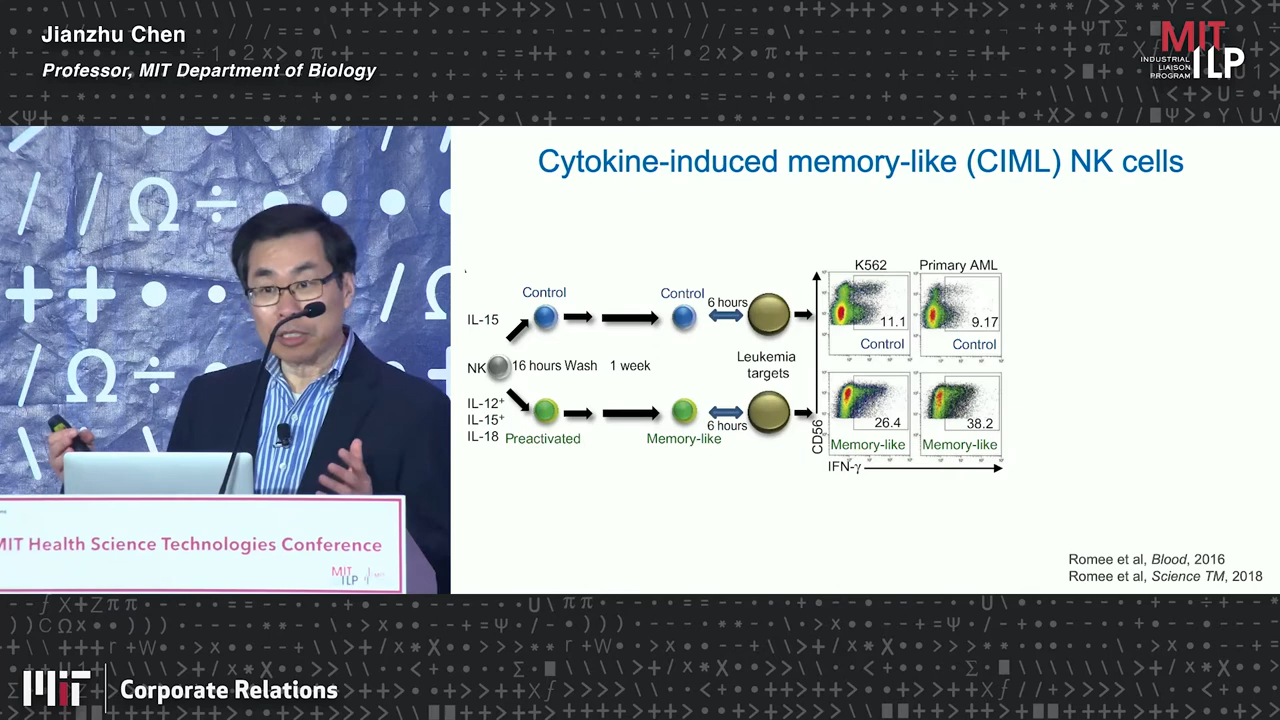 Jianzhu Chen
Professor, MIT Department of Biology
MIT
INDUSTRIAL
LIAISON
PROGRAM
ILP
Cytokine-induced memory-like (CIML) NK cells
K562
Primary AML
Control
Control
6 hours
IL-15
11.1
9.17
Control
Control
NK
16 hours Wash
1 week
Leukemia
targets
IL-12+
IL-15+
IL-18
Preactivated
Memory-like
6 hours
26.4
38.2
Memory-like
Memory-like
CD56
IFN-γ
Romee et al, Blood, 2016
Romee et al, Science TM, 2018
MIT Health Science Technologies Conference
MIT
ILP
MIT
Corporate Relations